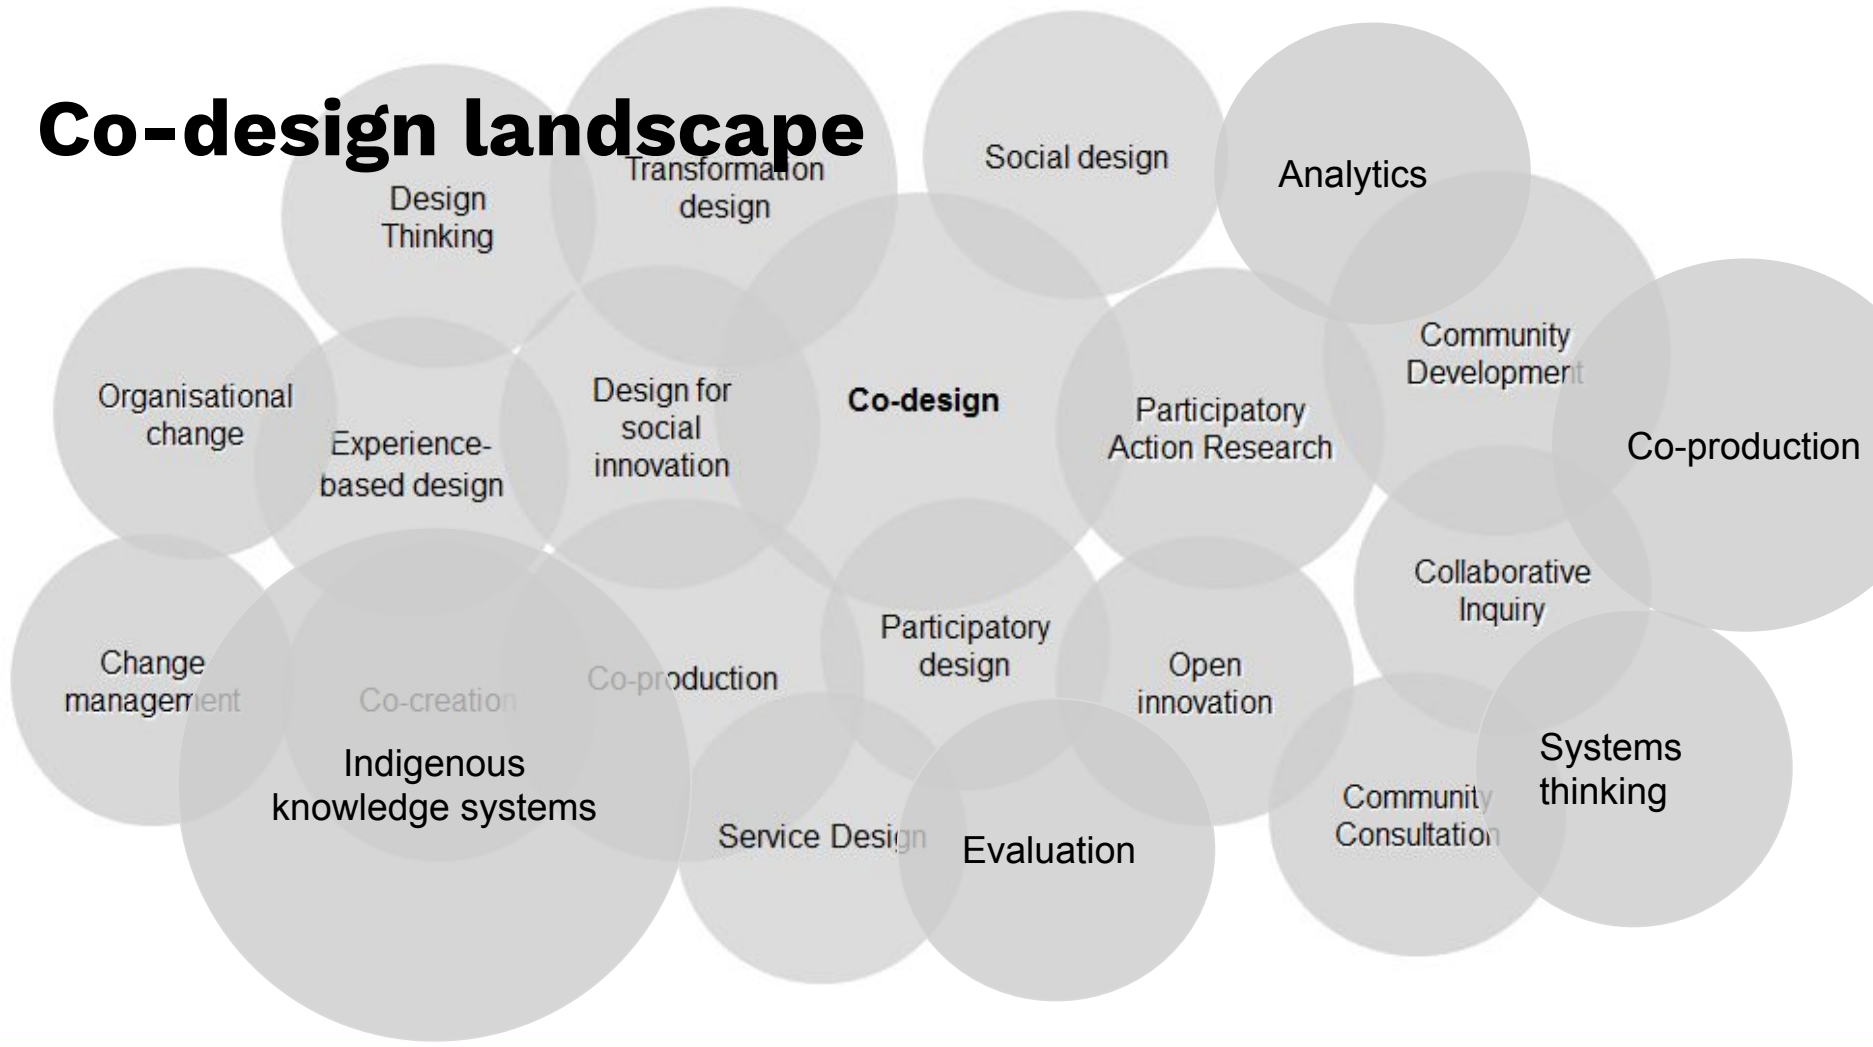 Co-design landscape
Design
Thinking
Transformation
design
Social design
Analytics
Organisational
change
Experience-
based design
Design for
social
innovation
Co-design
Participatory
Action Research
Community
Development
Co-production
Change
management
Co-creation
Indigenous
knowledge systems
Co-production
Participatory
design
Open
innovation
Collaborative
Inquiry
Service Design
Evaluation
Community
Consultation
Systems
thinking